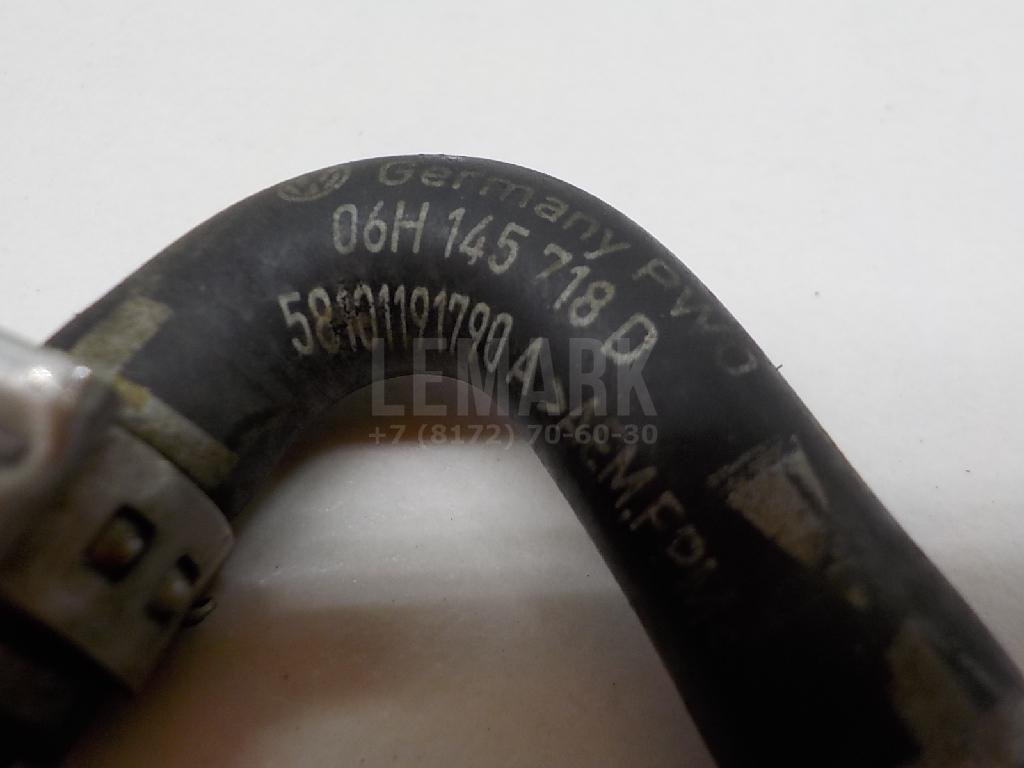 Germany PWO
06H 145 718 D
58101191790 A
LEMARK
+7 (8172) 70-60-30